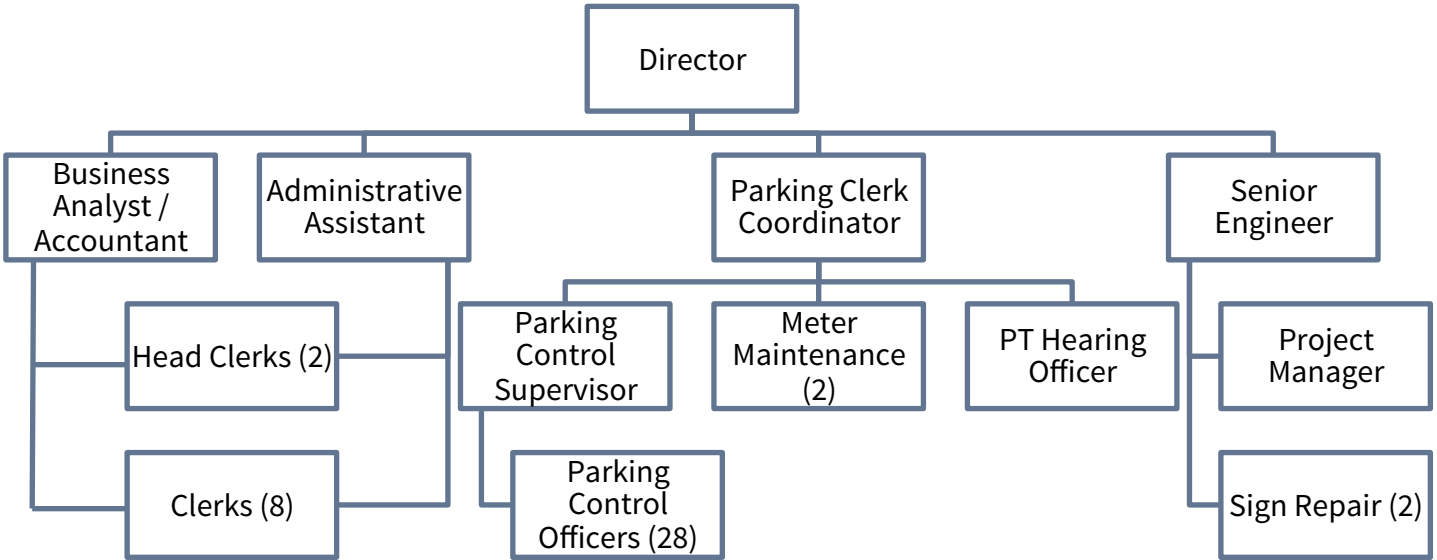 Director
Business
Analyst /
Accountant
Administrative
Assistant
Parking Clerk
Coordinator
Senior
Engineer
Head Clerks (2)
Parking
Control
Supervisor
Meter
Maintenance
(2)
PT Hearing
Officer
Project
Manager
Clerks (8)
Parking
Control
Officers (28)
Sign Repair (2)